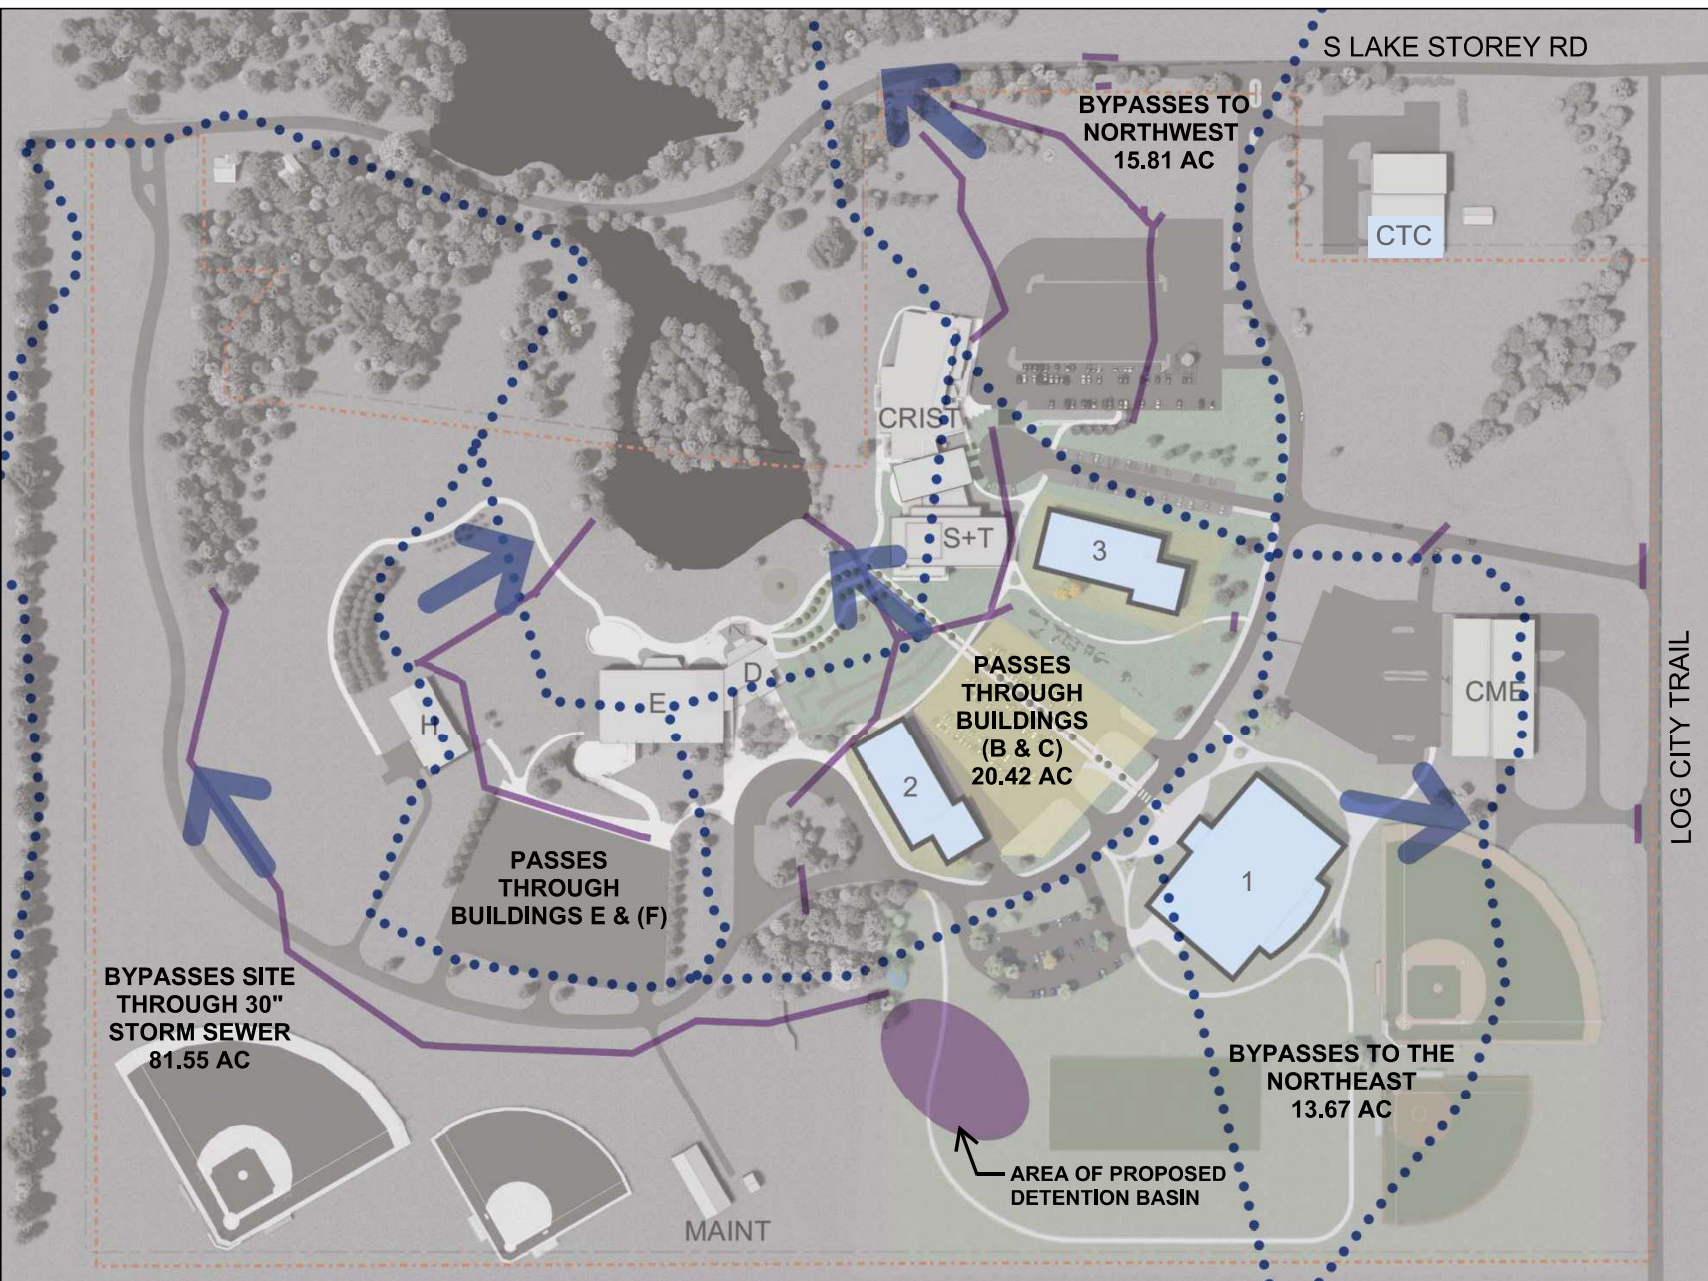 S LAKE STOREY RD
BYPASSES TO
NORTHWEST
15.81 AC
CTC
CRIST
S+T
3
PASSES
THROUGH
BUILDINGS
(B & C)
20.42 AC
D
E
H
CME
LOG CITY TRAIL
2
1
PASSES
THROUGH
BUILDINGS E & (F)
BYPASSES SITE
THROUGH 30"
STORM SEWER
81.55 AC
BYPASSES TO THE
NORTHEAST
13.67 AC
AREA OF PROPOSED
DETENTION BASIN
MAINT